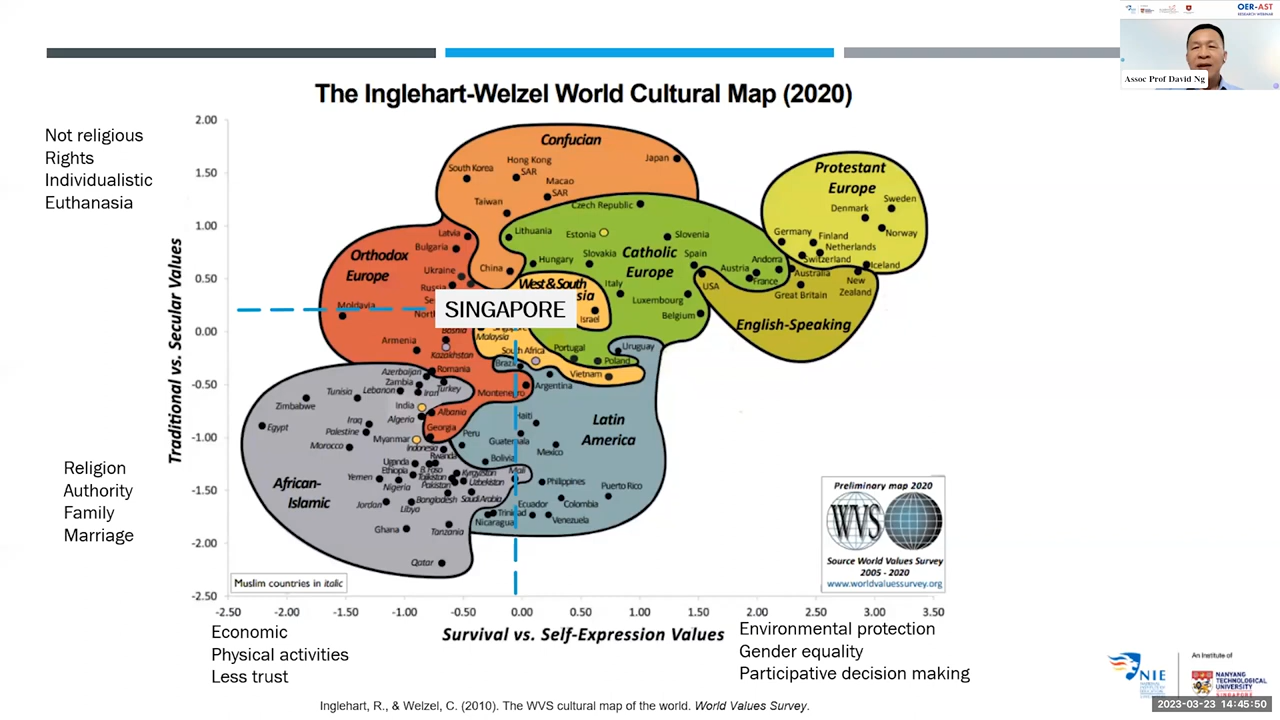 OER-AST
RESEARCH WEBINAR
Assoc Prof David Ng
The Inglehart-Welzel World Cultural Map (2020)
Not religious
Rights
Individualistic
Euthanasia
Religion
Authority
Family
Marriage
Traditional vs. Secular Values
2.00
1.50
1.00
0.50
0.00
-0.50
-1.00
-1.50
-2.00
-2.50
Confucian
South Korea
Hong Kong
SAR
Japan
Macao
SAR
Taiwan
China
Protestant
Europe
Sweden
Denmark
Norway
Germany
Finland
Netherlands
Switzerland
Iceland
Catholic
Europe
Czech Republic
Lithuania
Estonia
Slovenia
Hungary
Slovakia
Spain
Andorra
Austria
France
Italy
Luxembourg
Belgium
Portugal
Poland
English-Speaking
USA
Australia
Great Britain
New
Zealand
Orthodox
Europe
Latvia
Bulgaria
Ukraine
Russia
Moldavia
Armenia
Bosnia
Kazakhstan
Romania
Montenegro
Albania
Georgia
West & South
sia
SINGAPORE
Israel
Malaysia
South Africa
Vietnam
Latin
America
Uruguay
Brazil
Argentina
Haiti
Peru
Guatemala
Mexico
Bolivia
Philippines
Puerto Rico
Ecuador
Colombia
Trinidad
Nicaragua
Venezuela
African-
Islamic
Azerbaijan
Zambia
Tunisia
Lebanon
Iran
Turkey
Zimbabwe
India
Algeria
Egypt
Iraq
Palestine
Myanmar
Morocco
Indonesia
Rwanda
Uganda
Mali
Ethiopia
B.Faso
Kyrgyzstan
Yemen
Tajikistan
Uzbekistan
Nigeria
Pakistan
Jordan
Libya
Bangladesh
Saudi Arabia
Ghana
Tanzania
Qatar
Muslim countries in italic
Preliminary map 2020
WVS
Source World Values Survey
2005 - 2020
www.worldvaluessurvey.org
-2.50 -2.00 -1.50 -1.00 -0.50 0.00 0.50 1.00 1.50 2.00 2.50 3.00 3.50
Survival vs. Self-Expression Values
Economic
Physical activities
Less trust
Environmental protection
Gender equality
Participative decision making
Inglehart, R., & Welzel, C. (2010). The WVS cultural map of the world. World Values Survey.
An Institute of
NIE
NANYANG
TECHNOLOGICAL
UNIVERSITY
SINGAPORE
2023-03-23 14:45:50